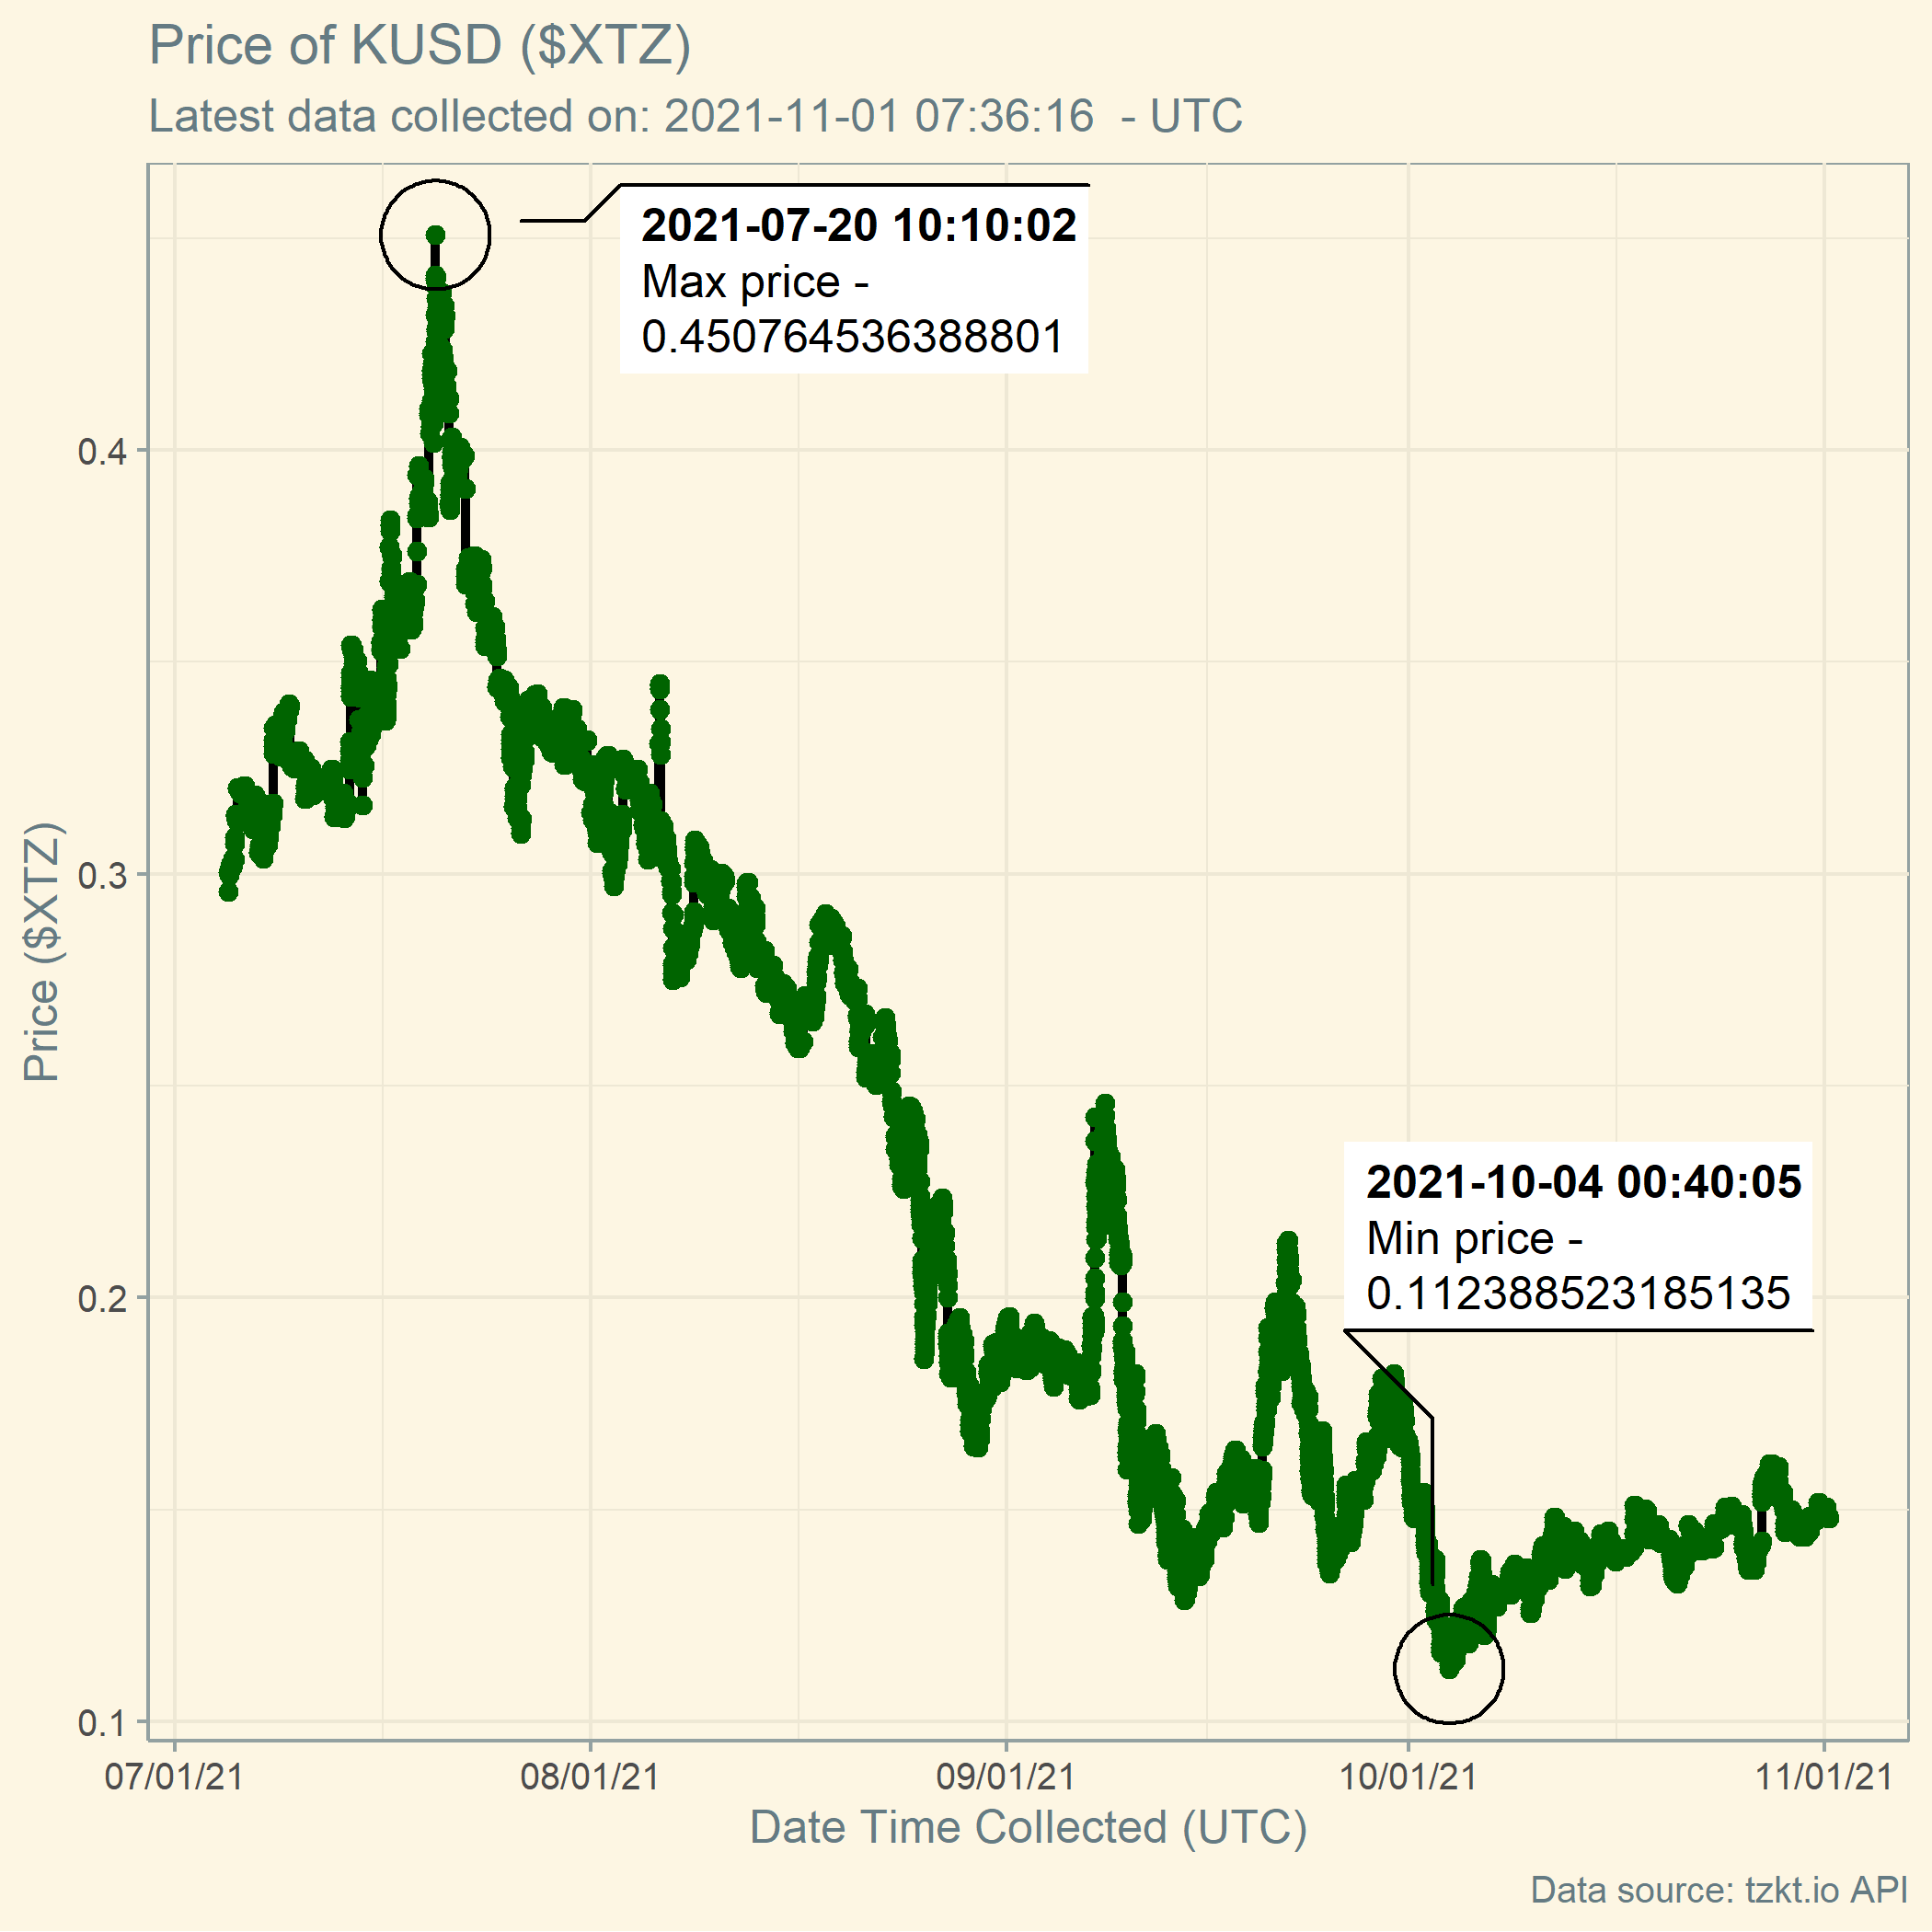 Price of KUSD ($XTZ)
Latest data collected on: 2021-11-01 07:36:16  - UTC
2021-07-20 10:10:02
Max price -
0.450764536388801
2021-10-04 00:40:05
Min price -
0.112388523185135
Price ($XTZ)
0.4
0.3
0.2
0.1
07/01/21
08/01/21
09/01/21
10/01/21
11/01/21
Date Time Collected (UTC)
Data source: tzkt.io API